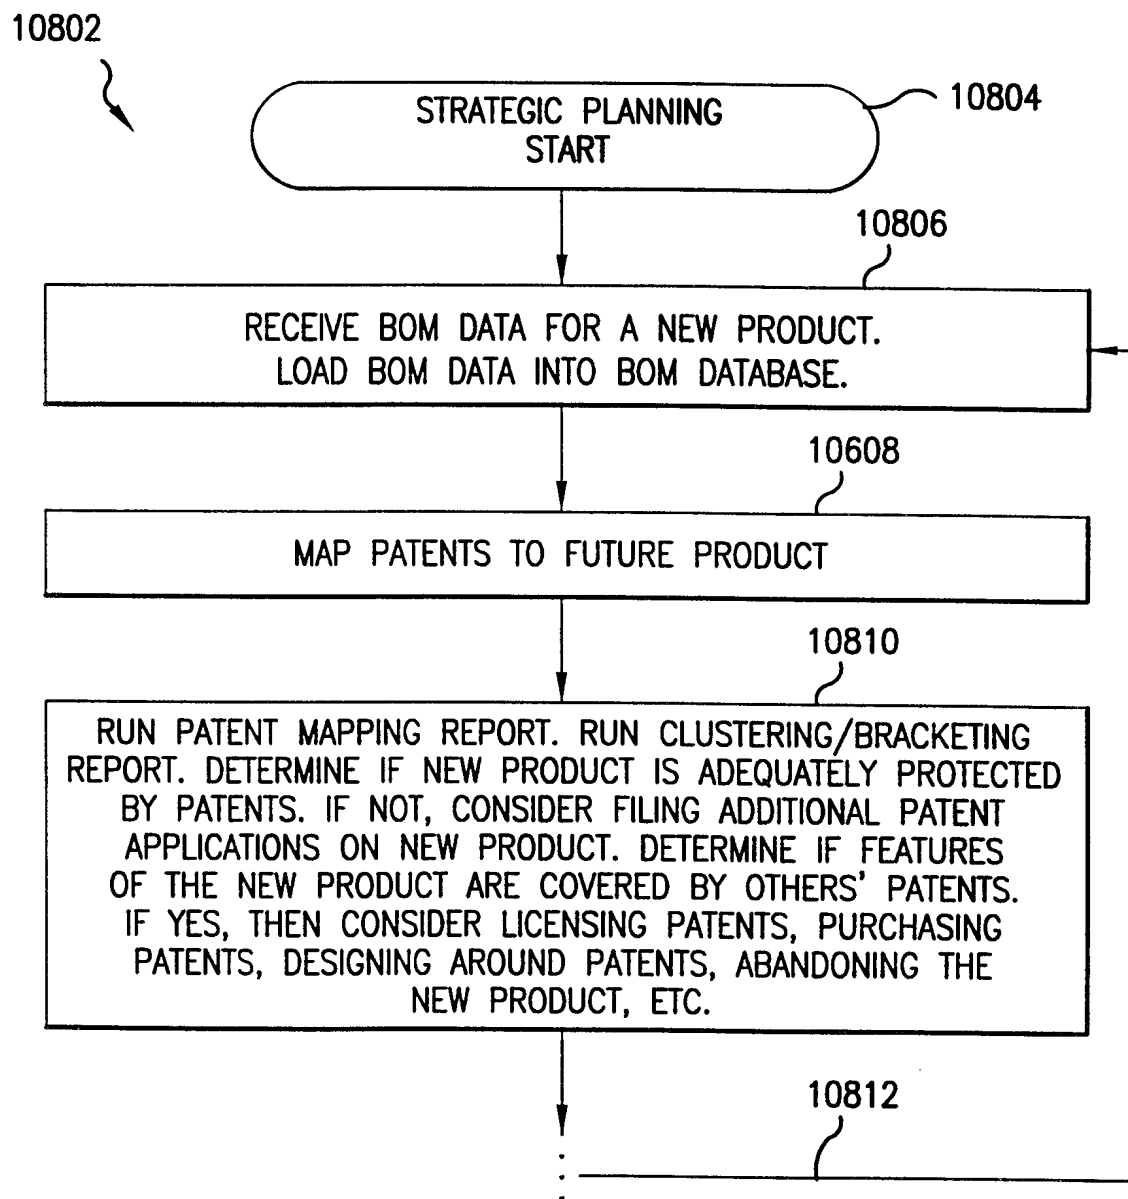 10802
STRATEGIC PLANNING
START
10804
10806
RECEIVE BOM DATA FOR A NEW PRODUCT.
LOAD BOM DATA INTO BOM DATABASE.
10608
MAP PATENTS TO FUTURE PRODUCT
10810
RUN PATENT MAPPING REPORT. RUN CLUSTERING/BRACKETING
REPORT. DETERMINE IF NEW PRODUCT IS ADEQUATELY PROTECTED
BY PATENTS. IF NOT, CONSIDER FILING ADDITIONAL PATENT
APPLICATIONS ON NEW PRODUCT. DETERMINE IF FEATURES
OF THE NEW PRODUCT ARE COVERED BY OTHERS' PATENTS.
IF YES, THEN CONSIDER LICENSING PATENTS, PURCHASING
PATENTS, DESIGNING AROUND PATENTS, ABANDONING THE
NEW PRODUCT, ETC.
10812